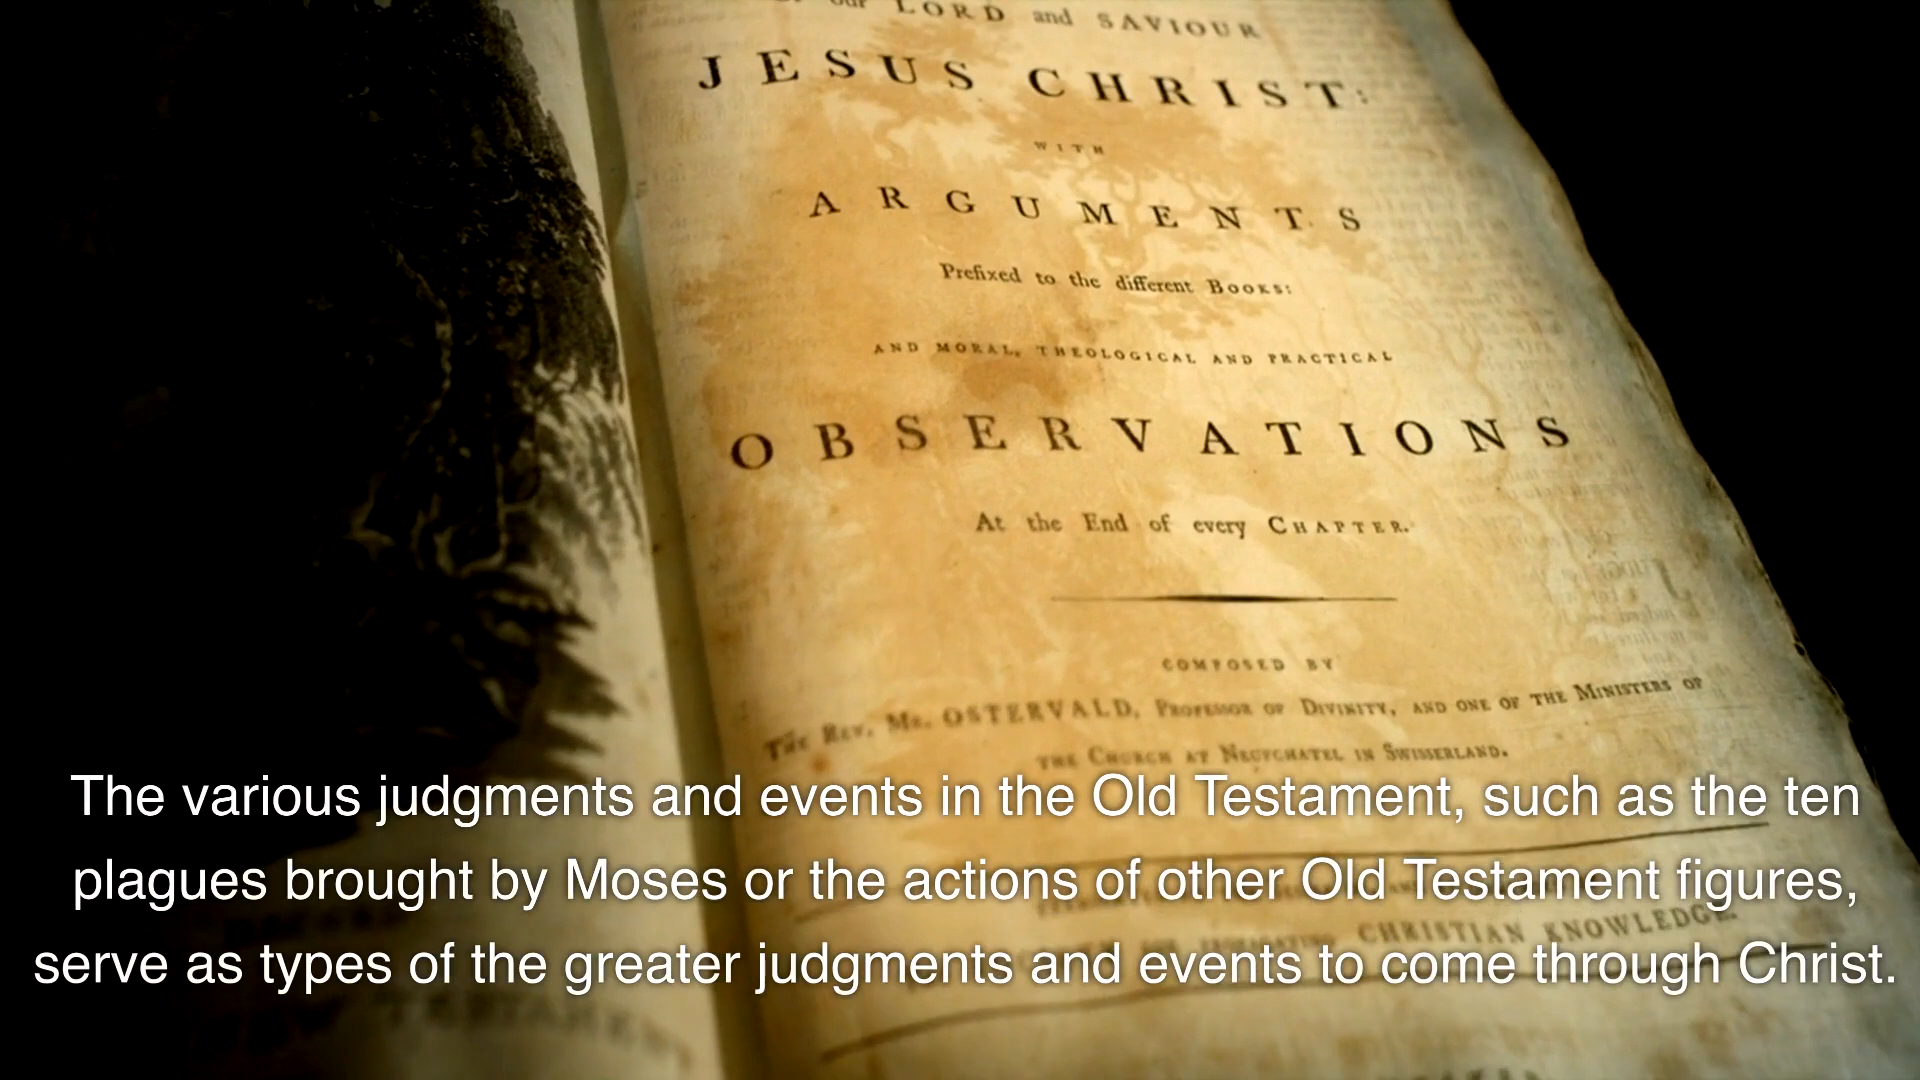 our LORD and SAVIOUR
JESUS CHRIST:
WITH
ARGUMENTS
Prefixed to the different BOOKS:
AND MORAL, THEOLOGICAL AND PRACTICAL
OBSERVATIONS
At the End of every CHAPTER.
COMPOSED BY
THE REV. MR. OSTERVALD, PROFESSOR OF DIVINITY, AND ONE OF THE MINISTERS OF
THE CHURCH AT NEUFCHATEL IN SWISSERLAND.
The various judgments and events in the Old Testament, such as the ten
plagues brought by Moses or the actions of other Old Testament figures,
CHRISTIAN KNOWLEDGE.
serve as types of the greater judgments and events to come through Christ.